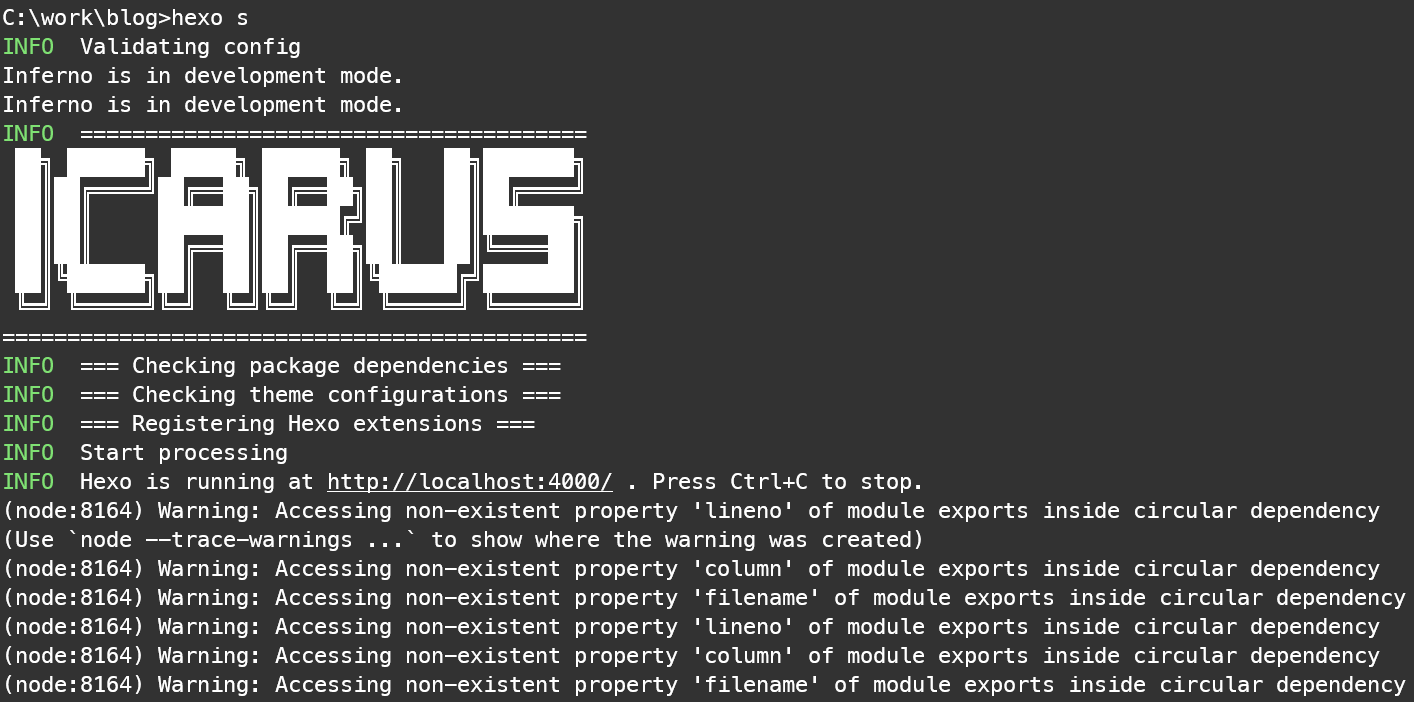 C:\work\blog>hexo s
INFO  Validating config
Inferno is in development mode.
Inferno is in development mode.
INFO  =======================================
ICARUS
=============================================
INFO  === Checking package dependencies ===
INFO  === Checking theme configurations ===
INFO  === Registering Hexo extensions ===
INFO  Start processing
INFO  Hexo is running at http://localhost:4000/ . Press Ctrl+C to stop.
(node:8164) Warning: Accessing non-existent property 'lineno' of module exports inside circular dependency
(Use `node --trace-warnings ...` to show where the warning was created)
(node:8164) Warning: Accessing non-existent property 'column' of module exports inside circular dependency
(node:8164) Warning: Accessing non-existent property 'filename' of module exports inside circular dependency
(node:8164) Warning: Accessing non-existent property 'lineno' of module exports inside circular dependency
(node:8164) Warning: Accessing non-existent property 'column' of module exports inside circular dependency
(node:8164) Warning: Accessing non-existent property 'filename' of module exports inside circular dependency